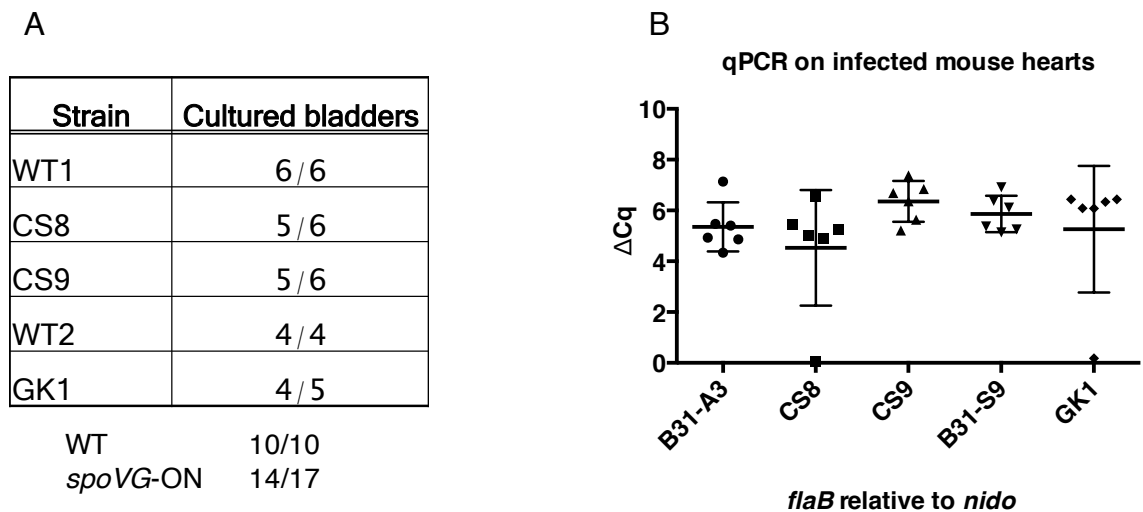 A
Strain Cultured bladders
WT1 6/6
CS8 5/6
CS9 5/6
WT2 4/4
GK1 4/5
WT 10/10
spoVG-ON 14/17
B
qPCR on infected mouse hearts
10
8
6
4
2
0
ΔCq
B31-A3 CS8 CS9 B31-S9 GK1
flaB relative to nido